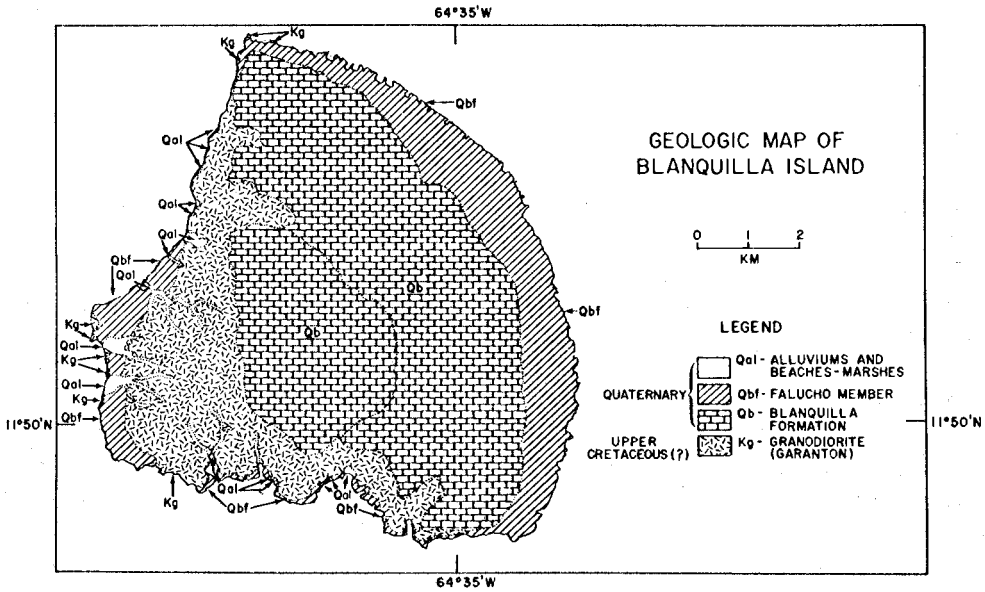 64°35'W
Kg
Kg
Qbf
Qal
Qal
Qal
Qbf
Qal
Kg
Qal
Kg
Qal
Kg
Qbf
11°50'N
Qb
Qb
Qbf
Kg
Qal
Qbf
Qal
Qbf
GEOLOGIC MAP OF
BLANQUILLA ISLAND
0 1 2
KM
LEGEND
QUATERNARY
Qal - ALLUVIUMS AND
BEACHES-MARSHES
Qbf - FALUCHO MEMBER
Qb - BLANQUILLA
FORMATION
UPPER
CRETACEOUS(?)
Kg - GRANODIORITE
(GARANTON)
11°50'N
64°35'W